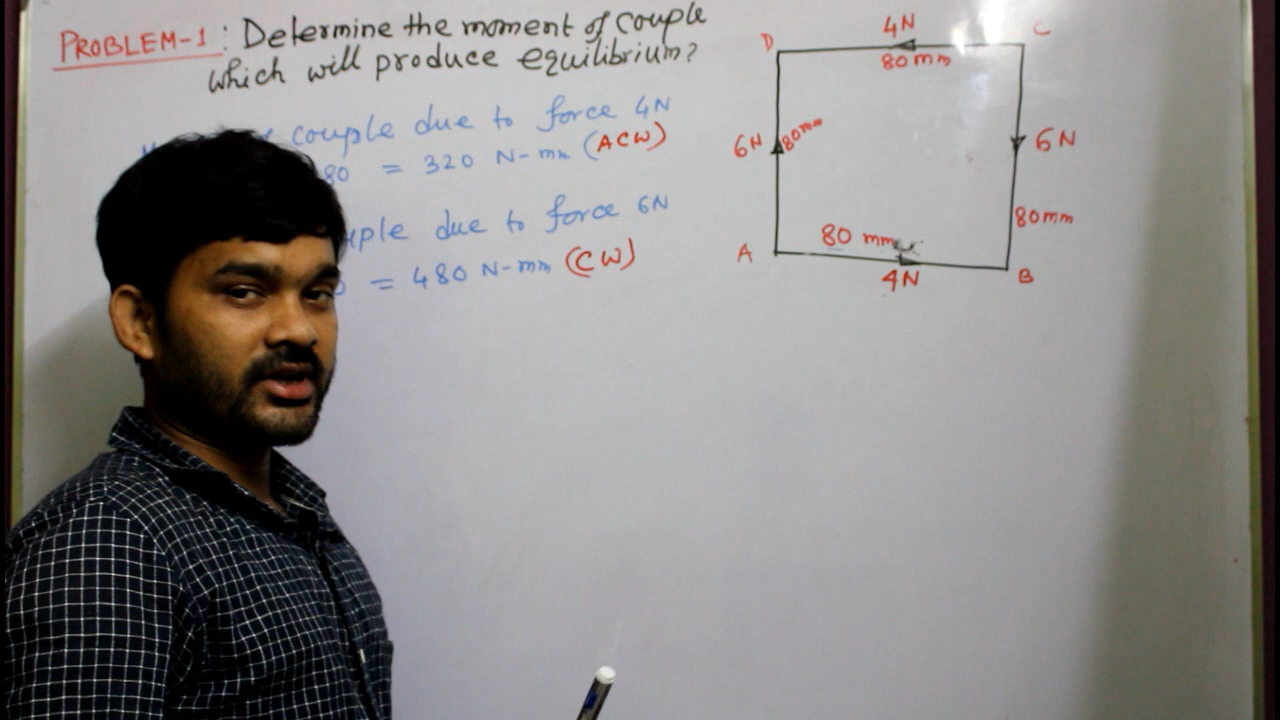 PROBLEM-1: Determine the moment of couple
which will produce equilibrium?
couple due to force 4N
80 = 320 N-mm (ACW)
due to force 6N
= 480 N-mm (CW)
4N
D
C
80 mm
6N
80mm
6N
80mm
80 mm
A
4N
B